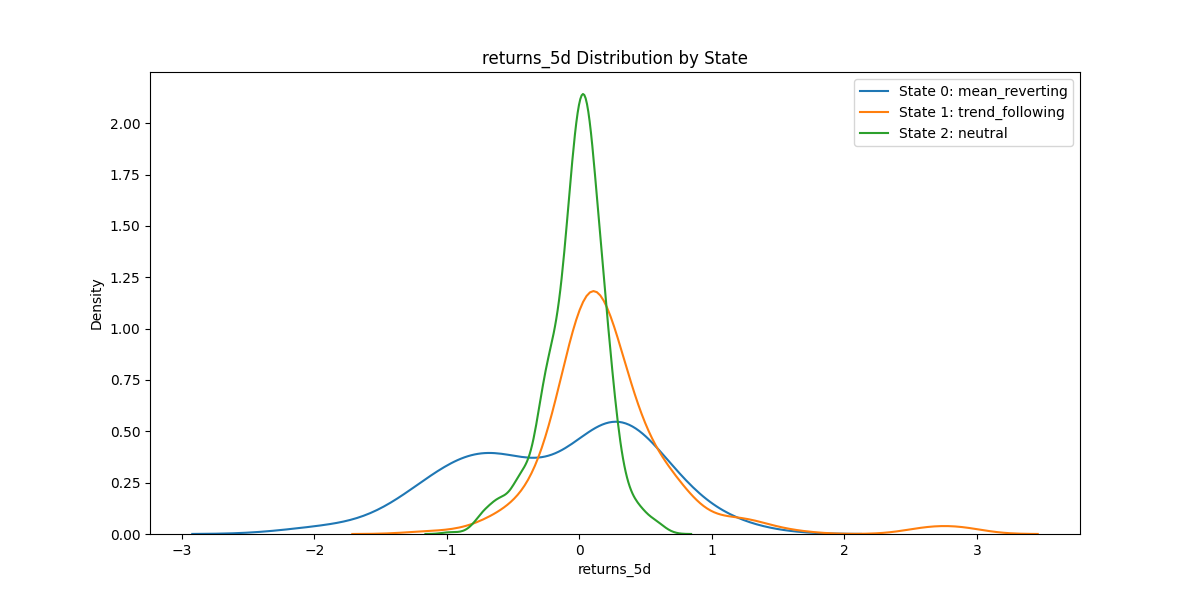 returns_5d Distribution by State
State 0: mean_reverting
State 1: trend_following
State 2: neutral
Density
2.00
1.75
1.50
1.25
1.00
0.75
0.50
0.25
0.00
−3
−2
−1
0
1
2
3
returns_5d